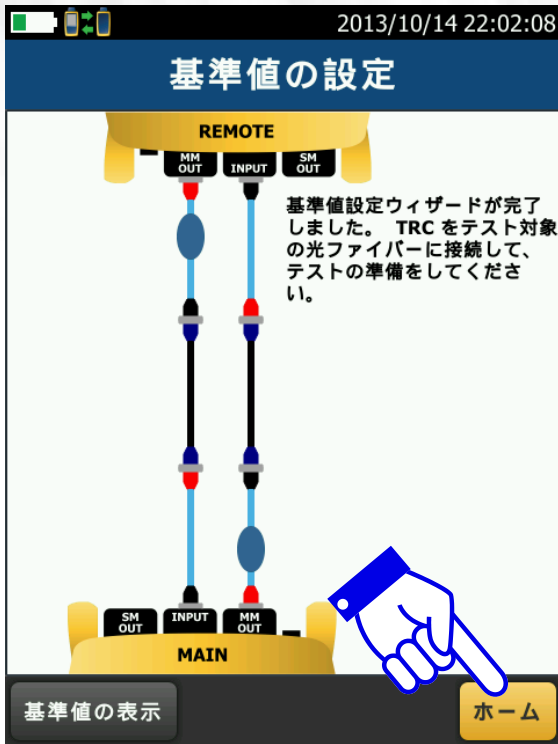 2013/10/14 22:02:08
基準値の設定
REMOTE
MM OUT
INPUT
SM OUT
基準値設定ウィザードが完了
しました。 TRC をテスト対象
の光ファイバーに接続して、
テストの準備をしてくださ
い。
SM OUT
INPUT
MM OUT
MAIN
基準値の表示
ホーム